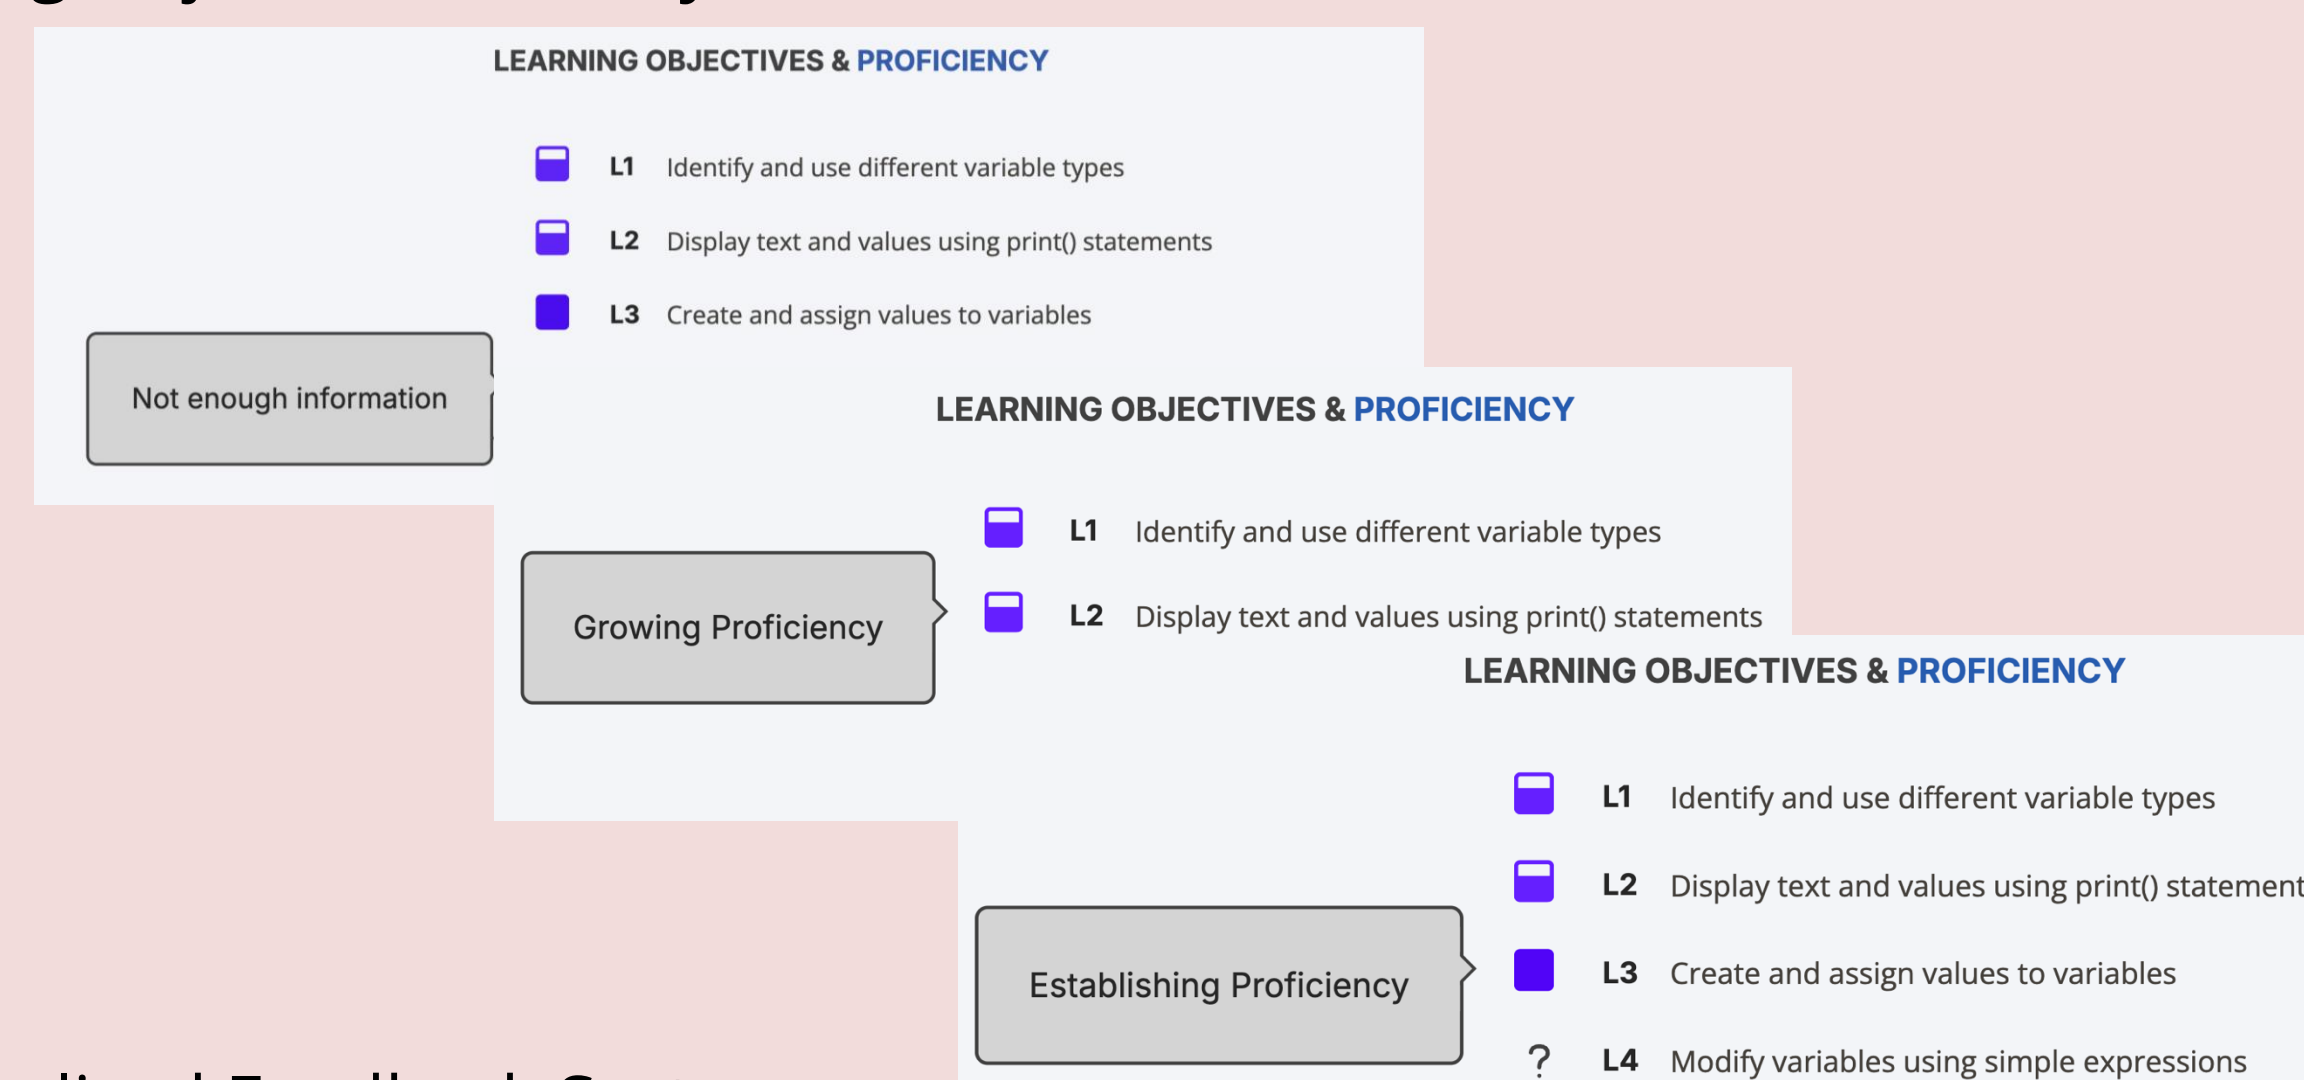 LEARNING OBJECTIVES & PROFICIENCY
L1 Identify and use different variable types
L2 Display text and values using print() statements
L3 Create and assign values to variables
Not enough information
LEARNING OBJECTIVES & PROFICIENCY
L1 Identify and use different variable types
L2 Display text and values using print() statements
Growing Proficiency
LEARNING OBJECTIVES & PROFICIENCY
L1 Identify and use different variable types
L2 Display text and values using print() statement
L3 Create and assign values to variables
Establishing Proficiency
? L4 Modify variables using simple expressions